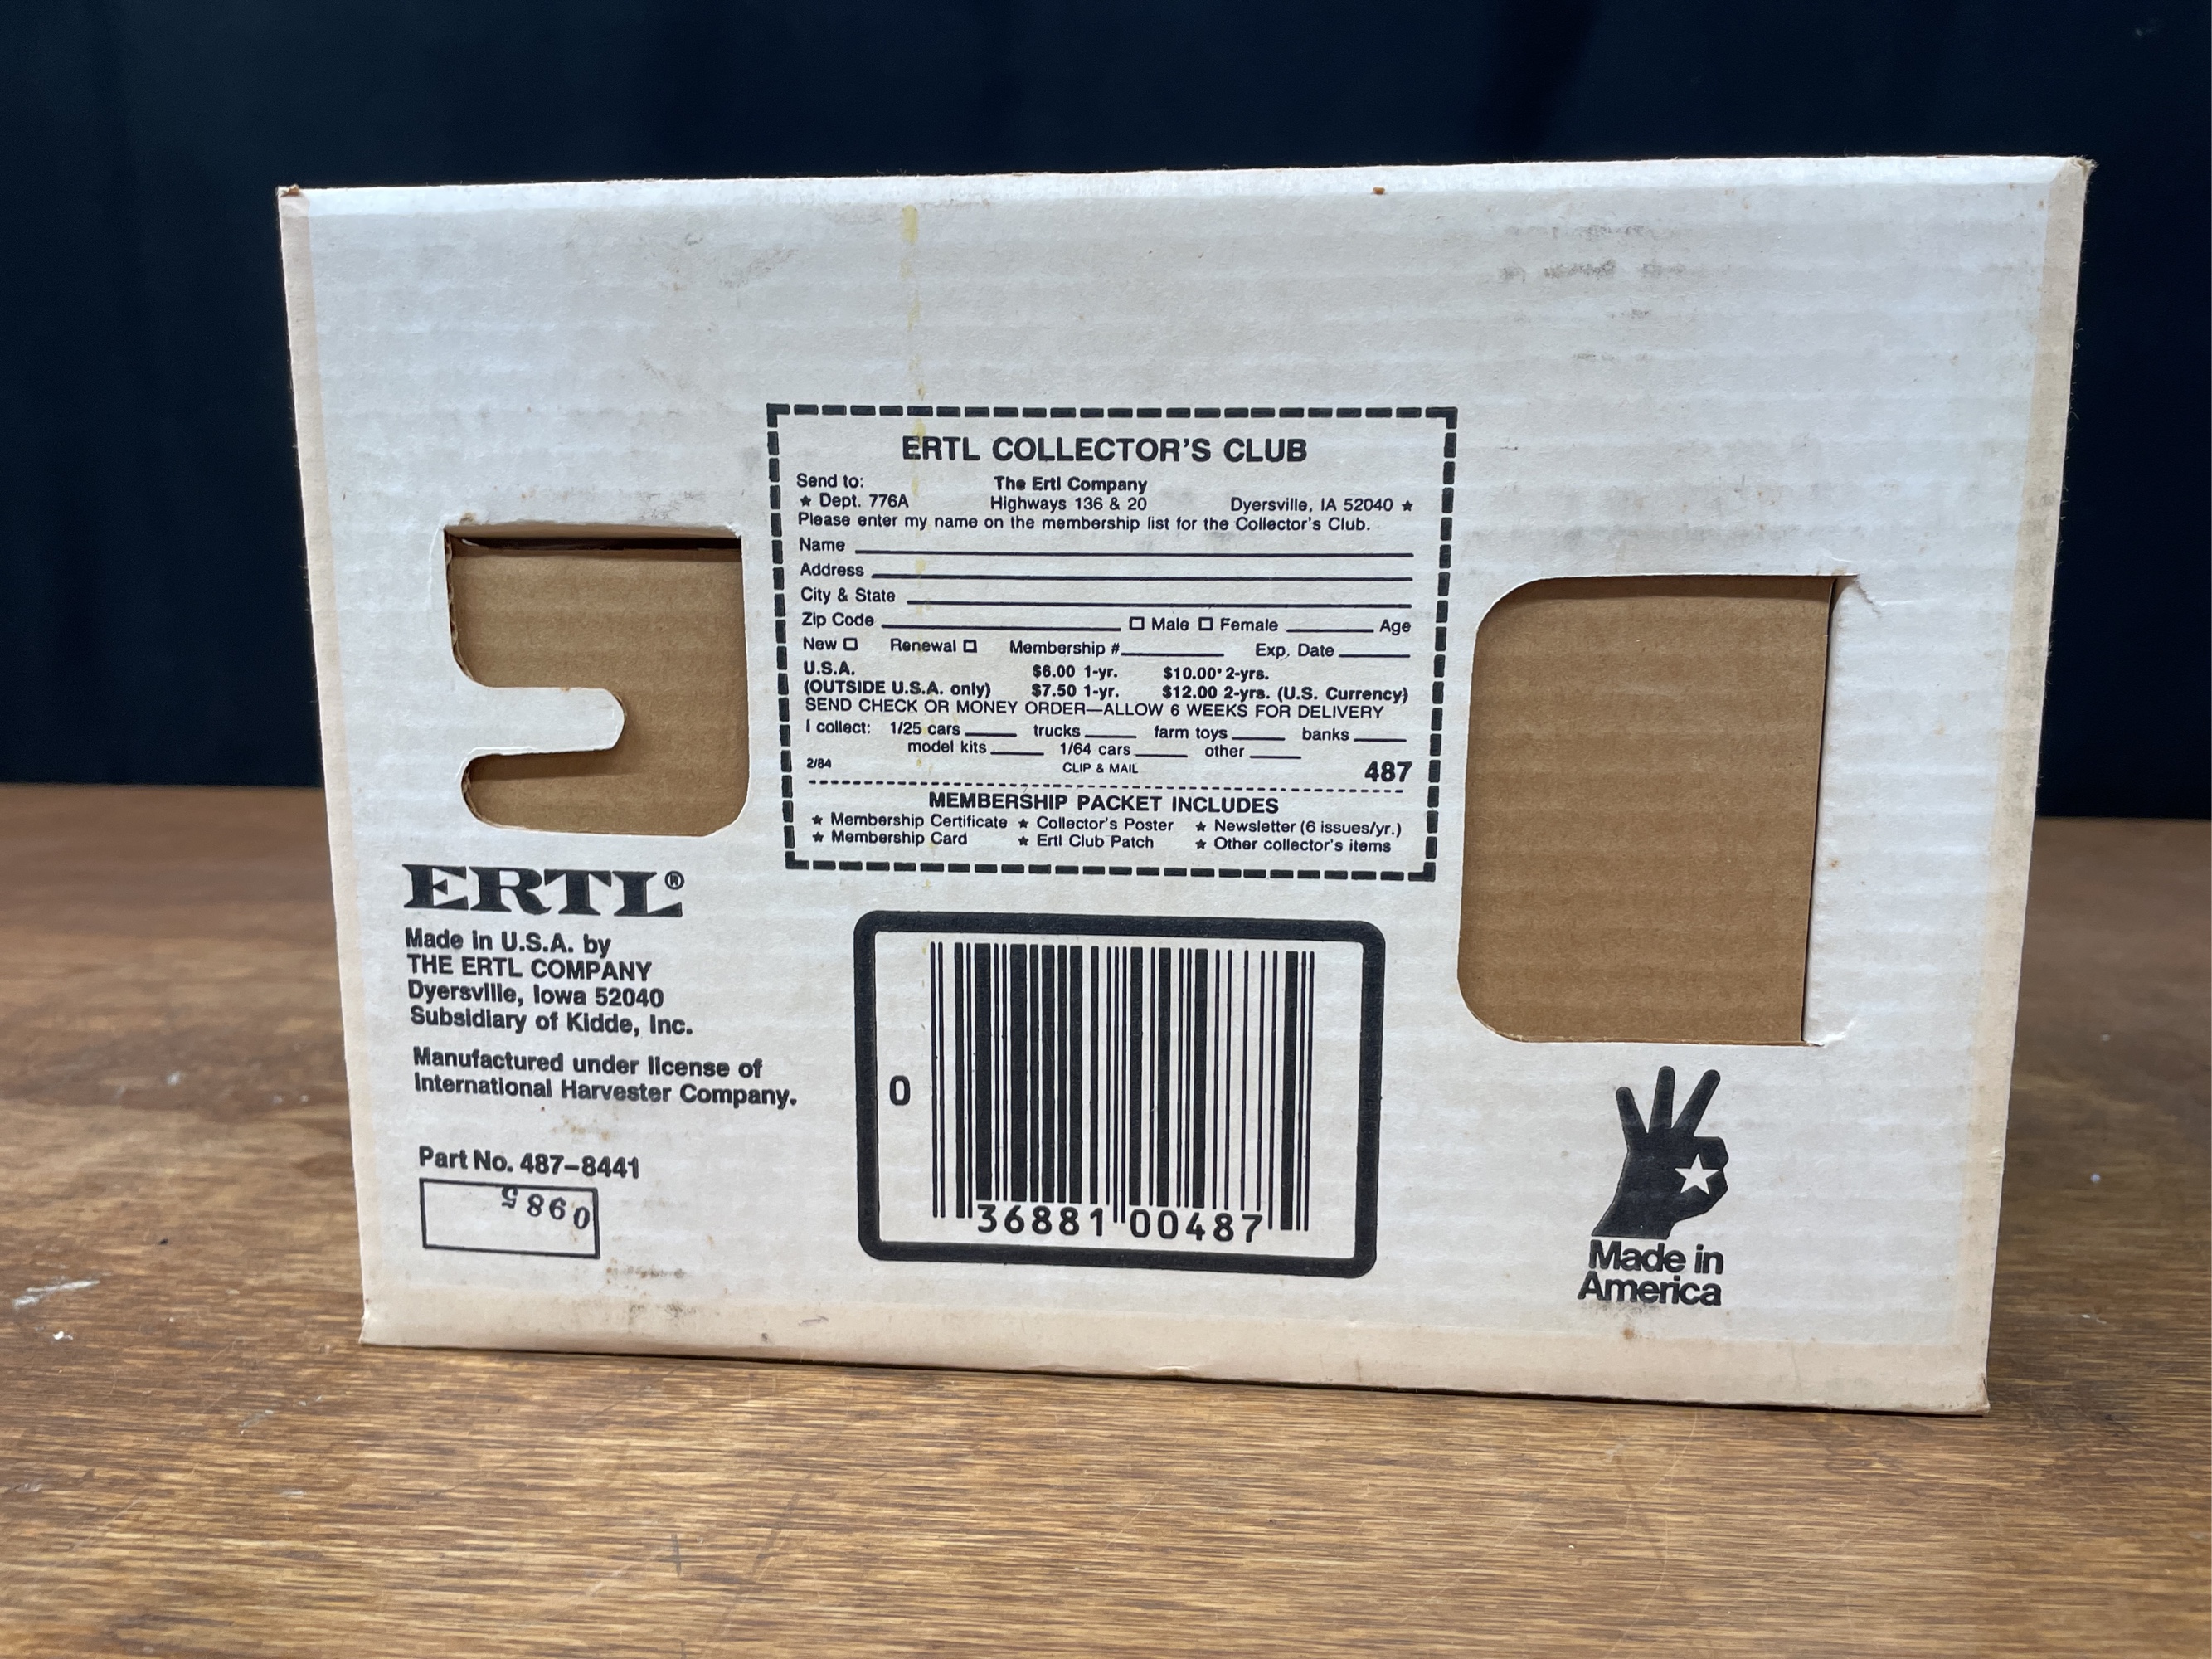 ERTL COLLECTOR'S CLUB
Send to: The Ertl Company
★ Dept. 776A Highways 136 & 20 Dyersville, IA 52040 ★
Please enter my name on the membership list for the Collector's Club.
Name
Address
City & State
Zip Code □ Male □ Female Age
New □ Renewal □ Membership # Exp. Date
U.S.A. $6.00 1-yr. $10.00 2-yrs.
(OUTSIDE U.S.A. only) $7.50 1-yr. $12.00 2-yrs. (U.S. Currency)
SEND CHECK OR MONEY ORDER—ALLOW 6 WEEKS FOR DELIVERY
I collect: 1/25 cars trucks farm toys banks
model kits 1/64 cars other
2/84 CLIP & MAIL 487
MEMBERSHIP PACKET INCLUDES
★ Membership Certificate ★ Collector's Poster ★ Newsletter (6 issues/yr.)
★ Membership Card ★ Ertl Club Patch ★ Other collector's items
ERTL®
Made in U.S.A. by
THE ERTL COMPANY
Dyersville, Iowa 52040
Subsidiary of Kidde, Inc.
Manufactured under license of
International Harvester Company.
Part No. 487-8441
0985
0 36881 00487
Made in
America